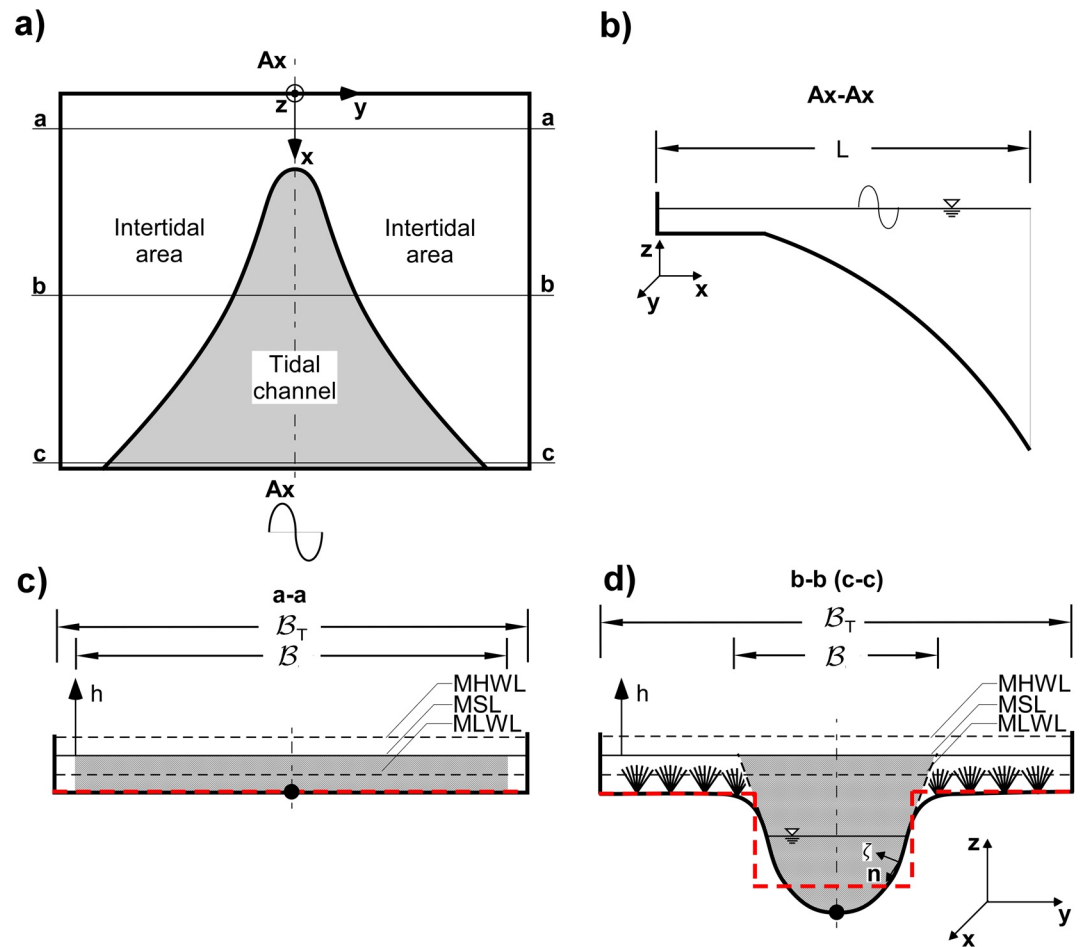 a)
Ax
z
y
a
a
x
Intertidal
area
Intertidal
area
b
b
Tidal
channel
c
c
Ax
b)
Ax-Ax
L
z
x
y
c)
a-a
ℬT
ℬ
h
MHWL
MSL
MLWL
d)
b-b (c-c)
ℬT
ℬ
h
MHWL
MSL
MLWL
ζ
n
z
y
x